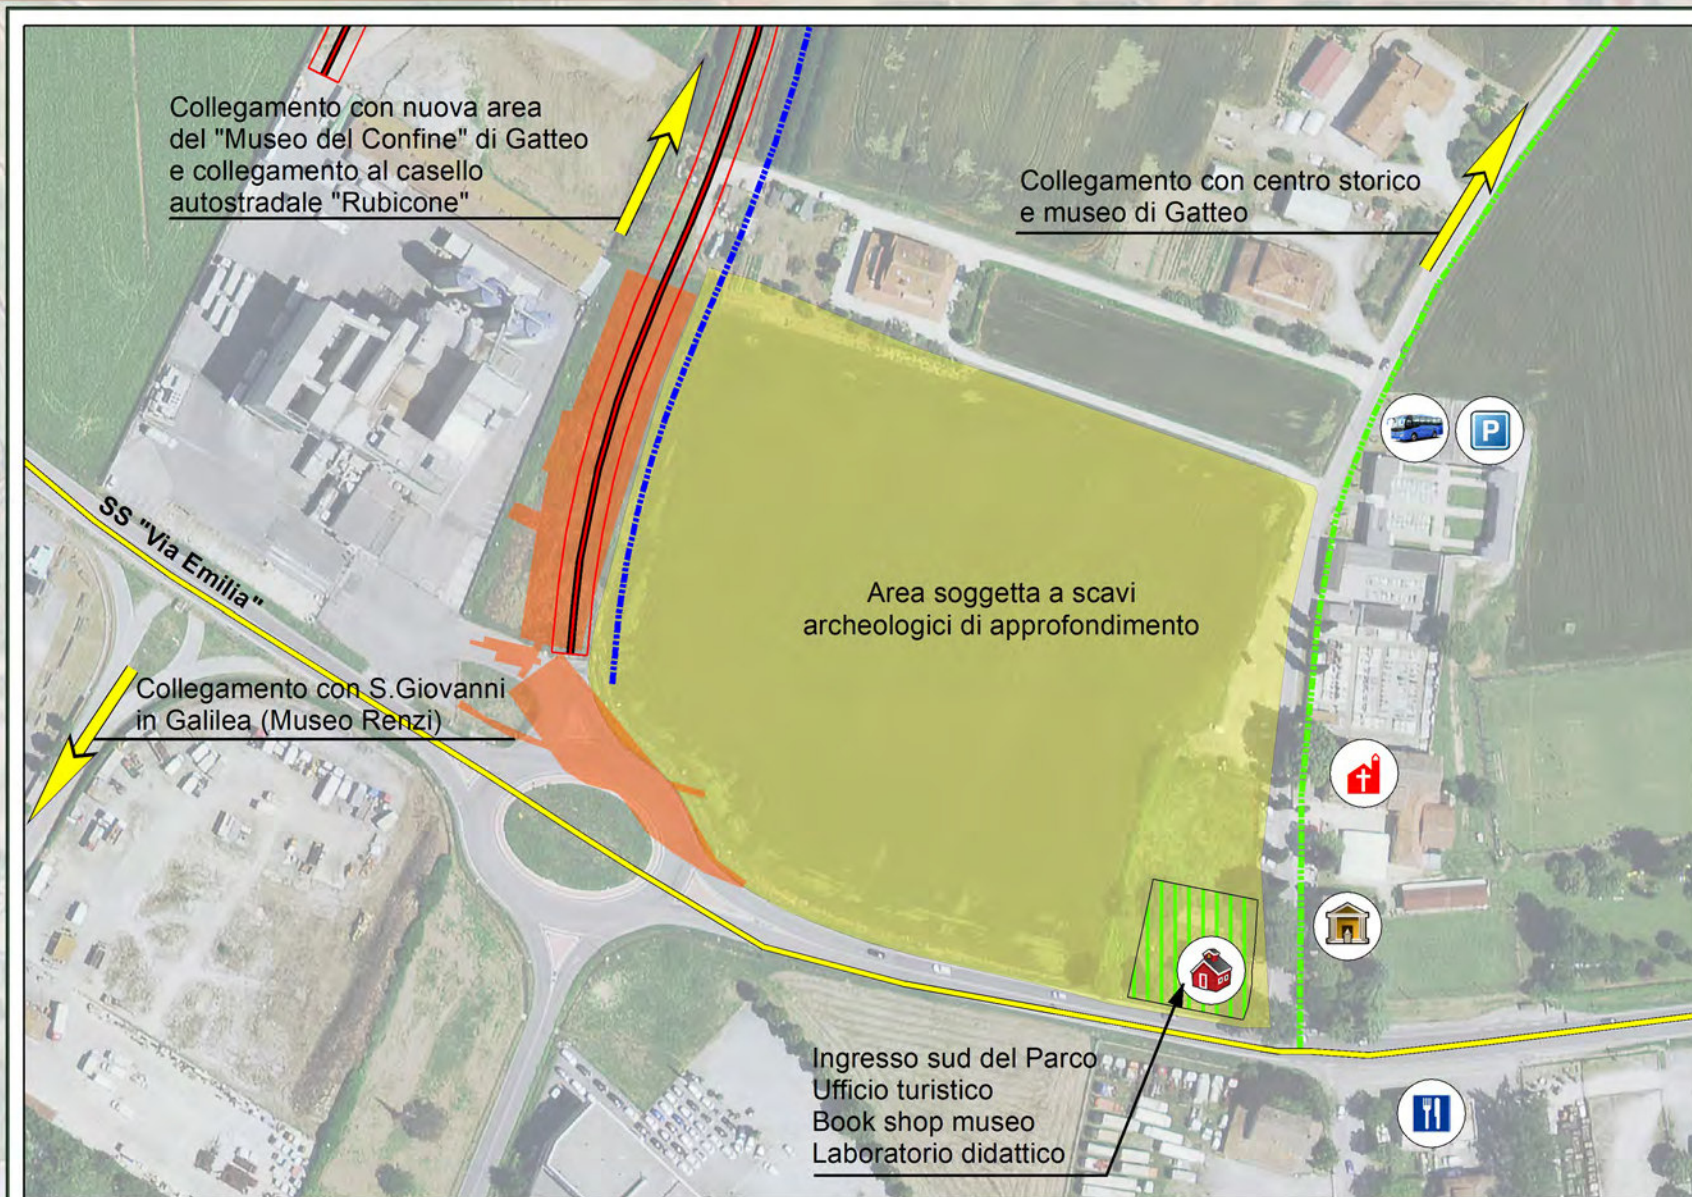 Collegamento con nuova area
del "Museo del Confine" di Gatteo
e collegamento al casello
autostradale "Rubicone"
Collegamento con centro storico
e museo di Gatteo
P
SS "Via Emilia"
Area soggetta a scavi
archeologici di approfondimento
Collegamento con S.Giovanni
in Galilea (Museo Renzi)
Ingresso sud del Parco
Ufficio turistico
Book shop museo
Laboratorio didattico